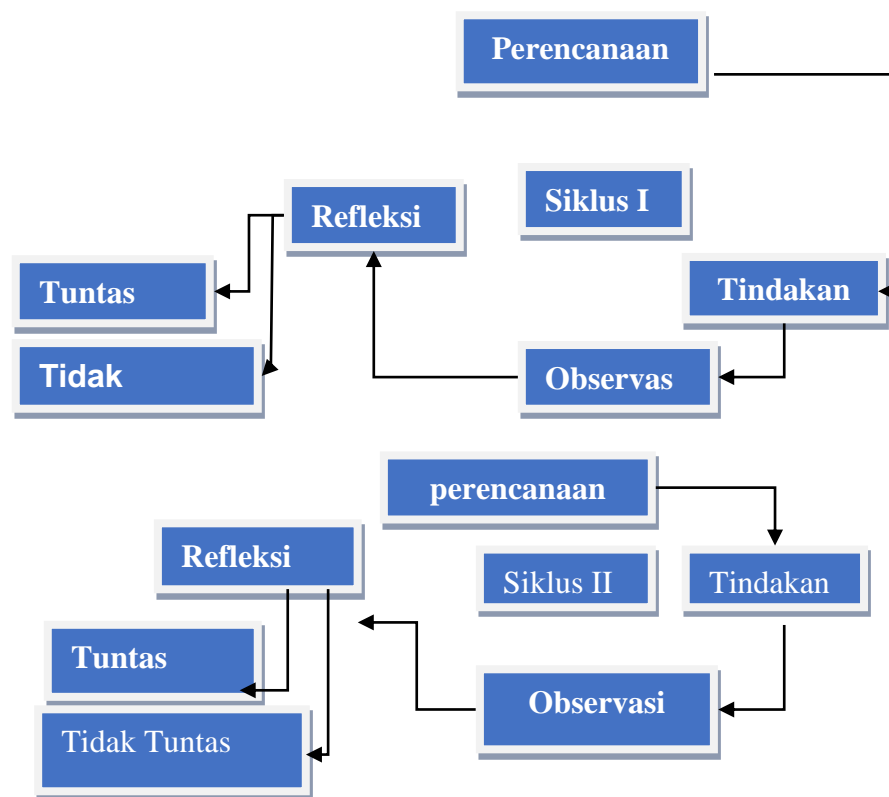 Perencanaan
Siklus I
Refleksi
Tuntas
Tindakan
Tidak
Observas
perencanaan
Refleksi
Siklus II
Tindakan
Tuntas
Observasi
Tidak Tuntas